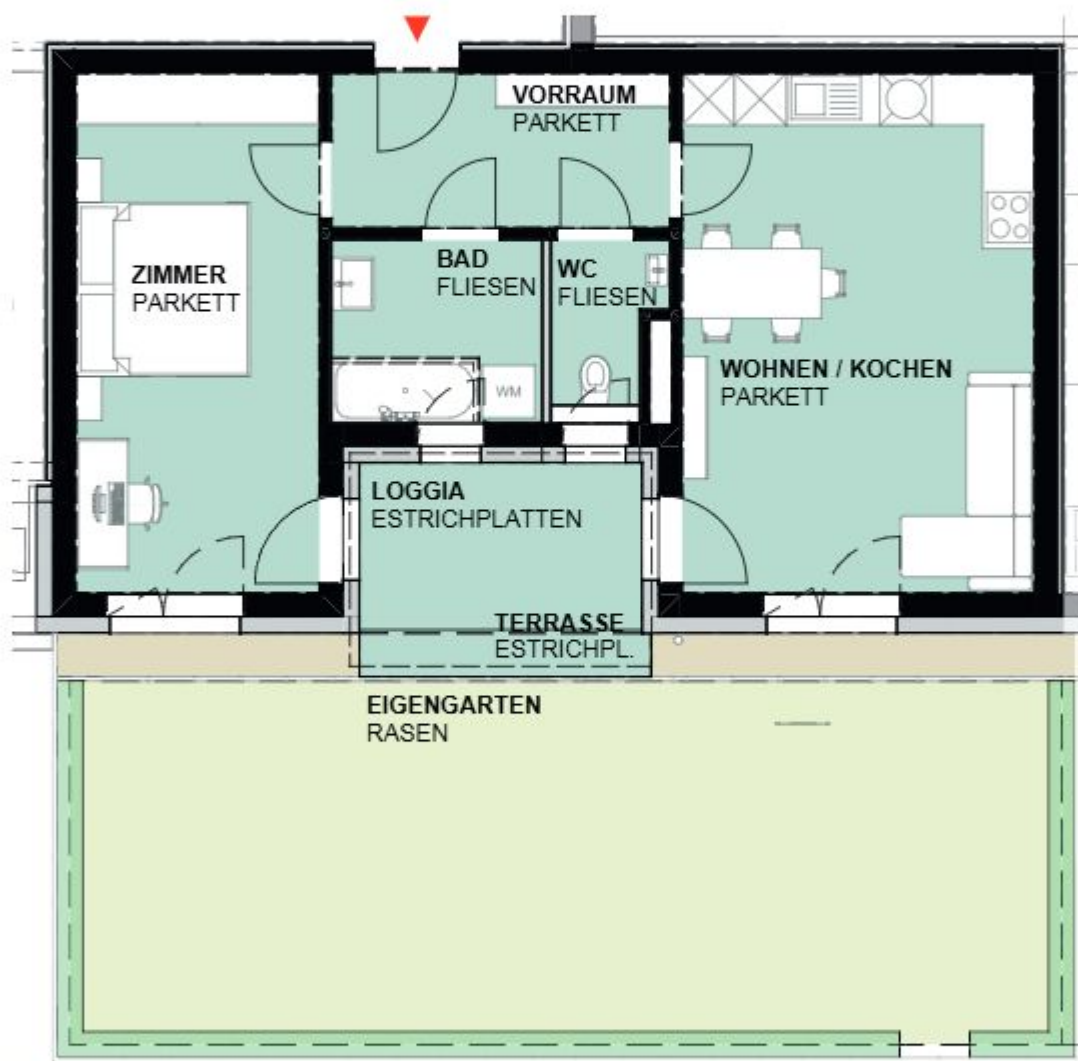 VORRAUM
PARKETT
ZIMMER
PARKETT
BAD
FLIESEN
WC
FLIESEN
WOHNEN / KOCHEN
PARKETT
WM
LOGGIA
ESTRICHPLATTEN
TERRASSE
ESTRICHPL.
EIGENGARTEN
RASEN